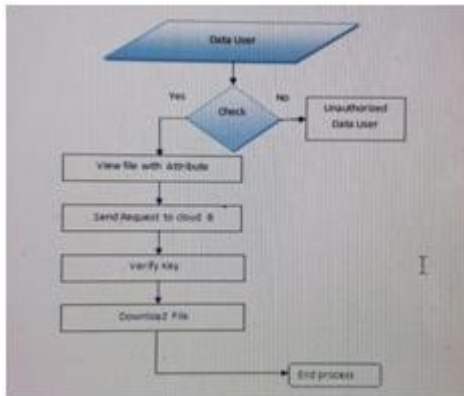 Data User
Yes
No
Check
Unauthorized
Data User
View file with Attribute
Send Request to cloud B
Verify Key
Download File
End process